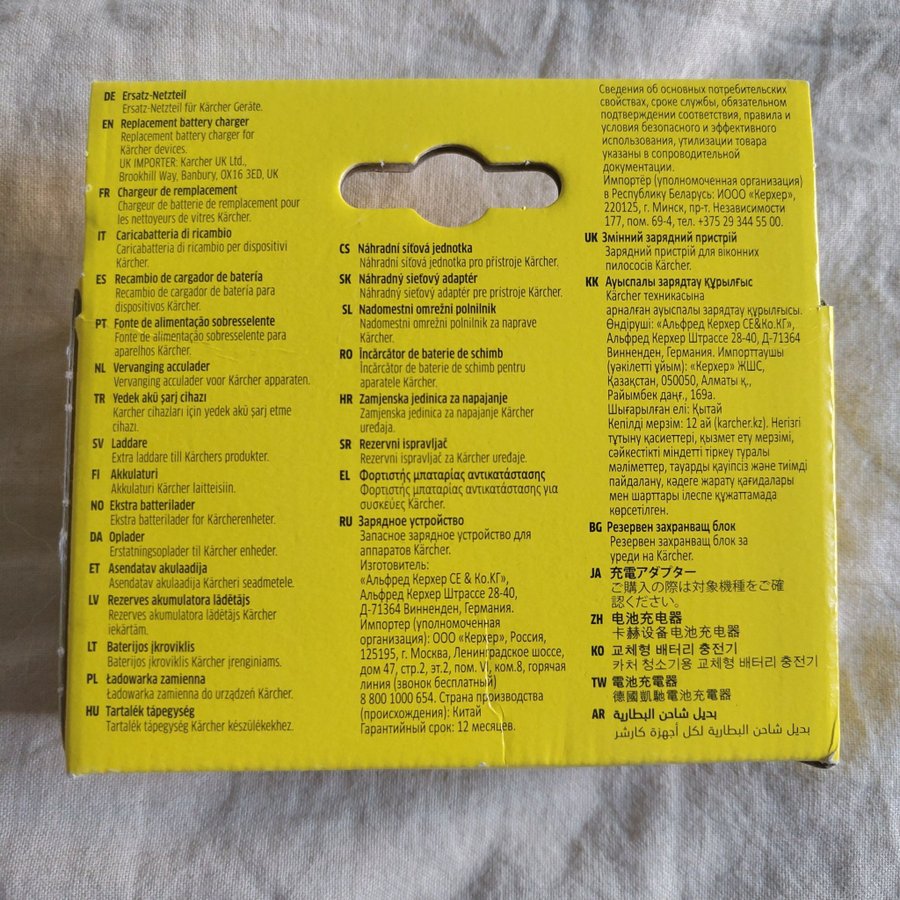 DE Ersatz-Netzteil
Ersatz-Netzteil für Kärcher Geräte.
EN Replacement battery charger
Replacement battery charger for
Kärcher devices.
UK IMPORTER: Karcher UK Ltd.,
Brookhill Way, Banbury, OX16 3ED, UK
FR Chargeur de remplacement
Chargeur de batterie de remplacement pour
les nettoyeurs de vitres Kärcher.
IT Caricabatteria di ricambio
Caricabatteria di ricambio per dispositivi
Kärcher.
ES Recambio de cargador de batería
Recambio de cargador de batería para
dispositivos Kärcher.
PT Fonte de alimentação sobresselente
Fonte de alimentação sobresselente para
aparelhos Kärcher.
NL Vervanging acculader
Vervanging acculader voor Kärcher apparaten.
TR Yedek akü şarj cihazı
Karcher cihazları için yedek akü şarj etme
cihazı.
SV Laddare
Extra laddare till Kärchers produkter.
FI Akkulaturi
Akkulaturi Kärcher laitteisiin.
NO Ekstra batterilader
Ekstra batterilader for Kärcherenheter.
DA Oplader
Erstatningsoplader til Kärcher enheder.
ET Asendatav akulaadija
Asendatav akulaadija Kärcheri seadmetele.
LV Rezerves akumulatora lādētājs
Rezerves akumulatora lādētājs Kärcher
iekārtām.
LT Baterijos įkroviklis
Baterijos įkroviklis Kärcher įrenginiams.
PL Ładowarka zamienna
Ładowarka zamienna do urządzeń Kärcher.
HU Tartalék tápegység
Tartalék tápegység Kärcher készülékekhez.
CS Náhradní síťová jednotka
Náhradní síťová jednotka pro přístroje Kärcher.
SK Náhradný sieťový adaptér
Náhradný sieťový adaptér pre prístroje Kärcher.
SL Nadomestni omrežni polnilnik
Nadomestni omrežni polnilnik za naprave
Kärcher.
RO Încărcător de baterie de schimb
Încărcător de baterie de schimb pentru
aparatele Kärcher.
HR Zamjenska jedinica za napajanje
Zamjenska jedinica za napajanje Kärcher
uređaja.
SR Rezervni ispravljač
Rezervni ispravljač za Kärcher uređaje.
EL Φορτιστής μπαταρίας αντικατάστασης
Φορτιστής μπαταρίας αντικατάστασης για
συσκευές Kärcher.
RU Зарядное устройство
Запасное зарядное устройство для
аппаратов Kärcher.
Изготовитель:
«Альфред Керхер СЕ & Ко.КГ»,
Альфред Керхер Штрассе 28-40,
Д-71364 Винненден, Германия.
Импортер (уполномоченная
организация): ООО «Керхер», Россия,
125195, г. Москва, Ленинградское шоссе,
дом 47, стр.2, эт.2, пом. VI, ком.8, горячая
линия (звонок бесплатный)
8 800 1000 654. Страна производства
(происхождения): Китай
Гарантийный срок: 12 месяцев.
Сведения об основных потребительских
свойствах, сроке службы, обязательном
подтверждении соответствия, правила и
условия безопасного и эффективного
использования, утилизации товара
указаны в сопроводительной
документации.
Импортёр (уполномоченная организация)
в Республику Беларусь: ИООО «Керхер»,
220125, г. Минск, пр-т. Независимости
177, пом. 69-4, тел. +375 29 344 55 00.
UK Змінний зарядний пристрій
Зарядний пристрій для віконних
пилососів Kärcher.
KK Ауыспалы зарядтау құрылғыс
Kärcher техникасына
арналған ауыспалы зарядтау құрылғысы.
Өндіруші: «Альфред Керхер СЕ&Ко.КГ»,
Альфред Керхер Штрассе 28-40, Д-71364
Винненден, Германия. Импорттаушы
(уәкілетті ұйым): «Керхер» ЖШС,
Қазақстан, 050050, Алматы қ.,
Райымбек даңғ., 169а.
Шығарылған елі: Қытай
Кепілді мерзім: 12 ай (karcher.kz). Негізгі
тұтыну қасиеттері, қызмет ету мерзімі,
сәйкестікті міндетті тіркеу туралы
мәліметтер, тауарды қауіпсіз және тиімді
пайдалану, кәдеге жарату қағидалары
мен шарттары ілеспе құжаттамада
көрсетілген.
BG Резервен захранващ блок
Резервен захранващ блок за
уреди на Kärcher.
JA 充電アダプター
ご購入の際は対象機種をご確
認ください。
ZH 电池充电器
卡赫设备电池充电器
KO 교체형 배터리 충전기
카처 청소기용 교체형 배터리 충전기
TW 電池充電器
德國凱馳電池充電器
AR بديل شاحن البطارية
بديل شاحن البطارية لكل أجهزة كارشر